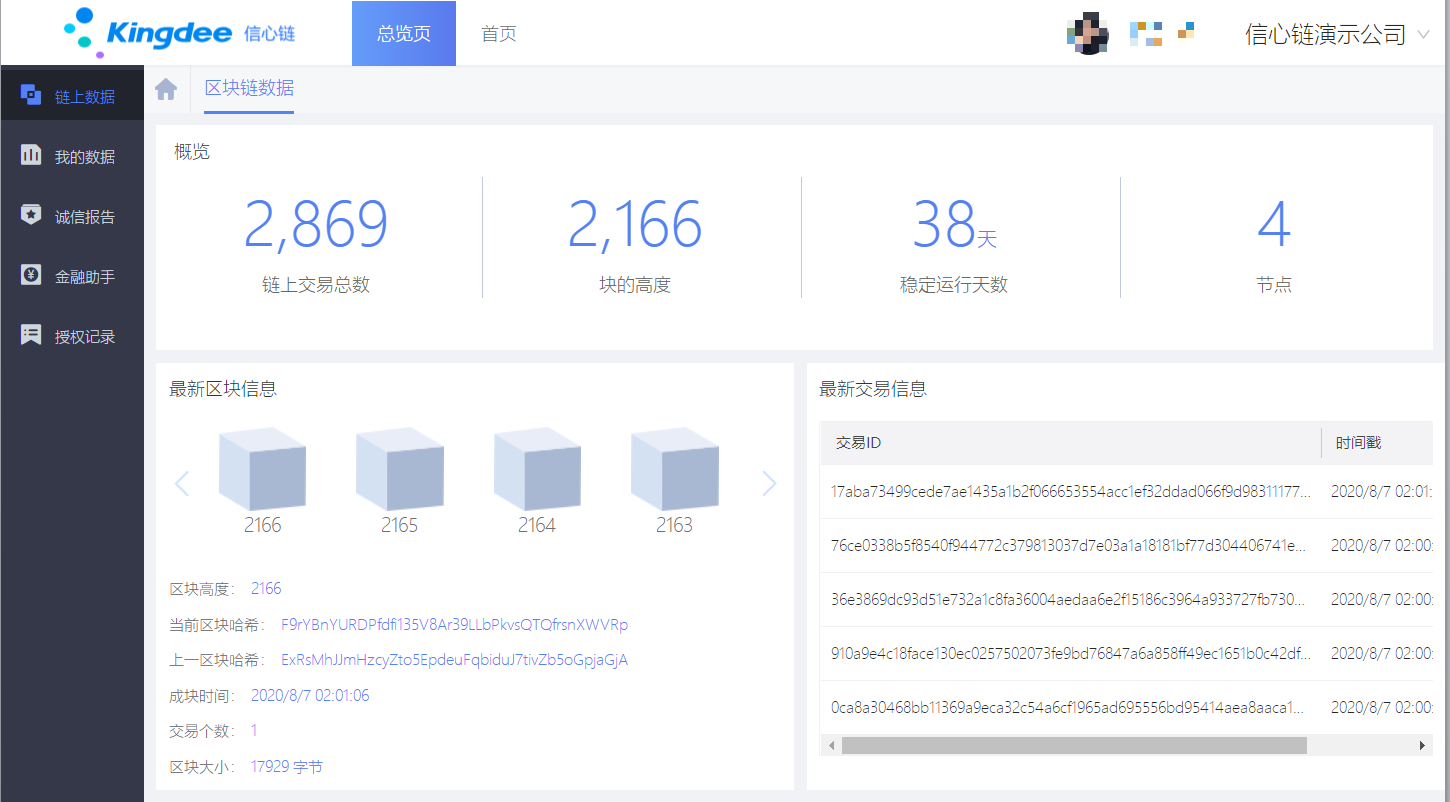 Kingdee 信心链
总览页
首页
信心链演示公司
链上数据
我的数据
诚信报告
金融助手
授权记录
区块链数据
概览
2,869
链上交易总数
2,166
块的高度
38天
稳定运行天数
4
节点
最新区块信息
2166
2165
2164
2163
区块高度: 2166
当前区块哈希: F9rYBnYURDPfdfi135V8Ar39LLbPkvsQTQfrsnXWVRp
上一区块哈希: ExRsMhJJmHzcyZto5EpdeuFqbiduJ7tivZb5oGpjaGjA
成块时间: 2020/8/7 02:01:06
交易个数: 1
区块大小: 17929 字节
最新交易信息
交易ID 时间戳
17aba73499cede7ae1435a1b2f066653554acc1ef32ddad066f9d98311177... 2020/8/7 02:01:
76ce0338b5f8540f944772c379813037d7e03a1a18181bf77d304406741e... 2020/8/7 02:00:
36e3869dc93d51e732a1c8fa36004aedaa6e2f15186c3964a933727fb730... 2020/8/7 02:00:
910a9e4c18face130ec0257502073fe9bd76847a6a858ff49ec1651b0c42df... 2020/8/7 02:00:
0ca8a30468bb11369a9eca32c54a6cf1965ad695556bd95414aea8aaca1... 2020/8/7 02:00: